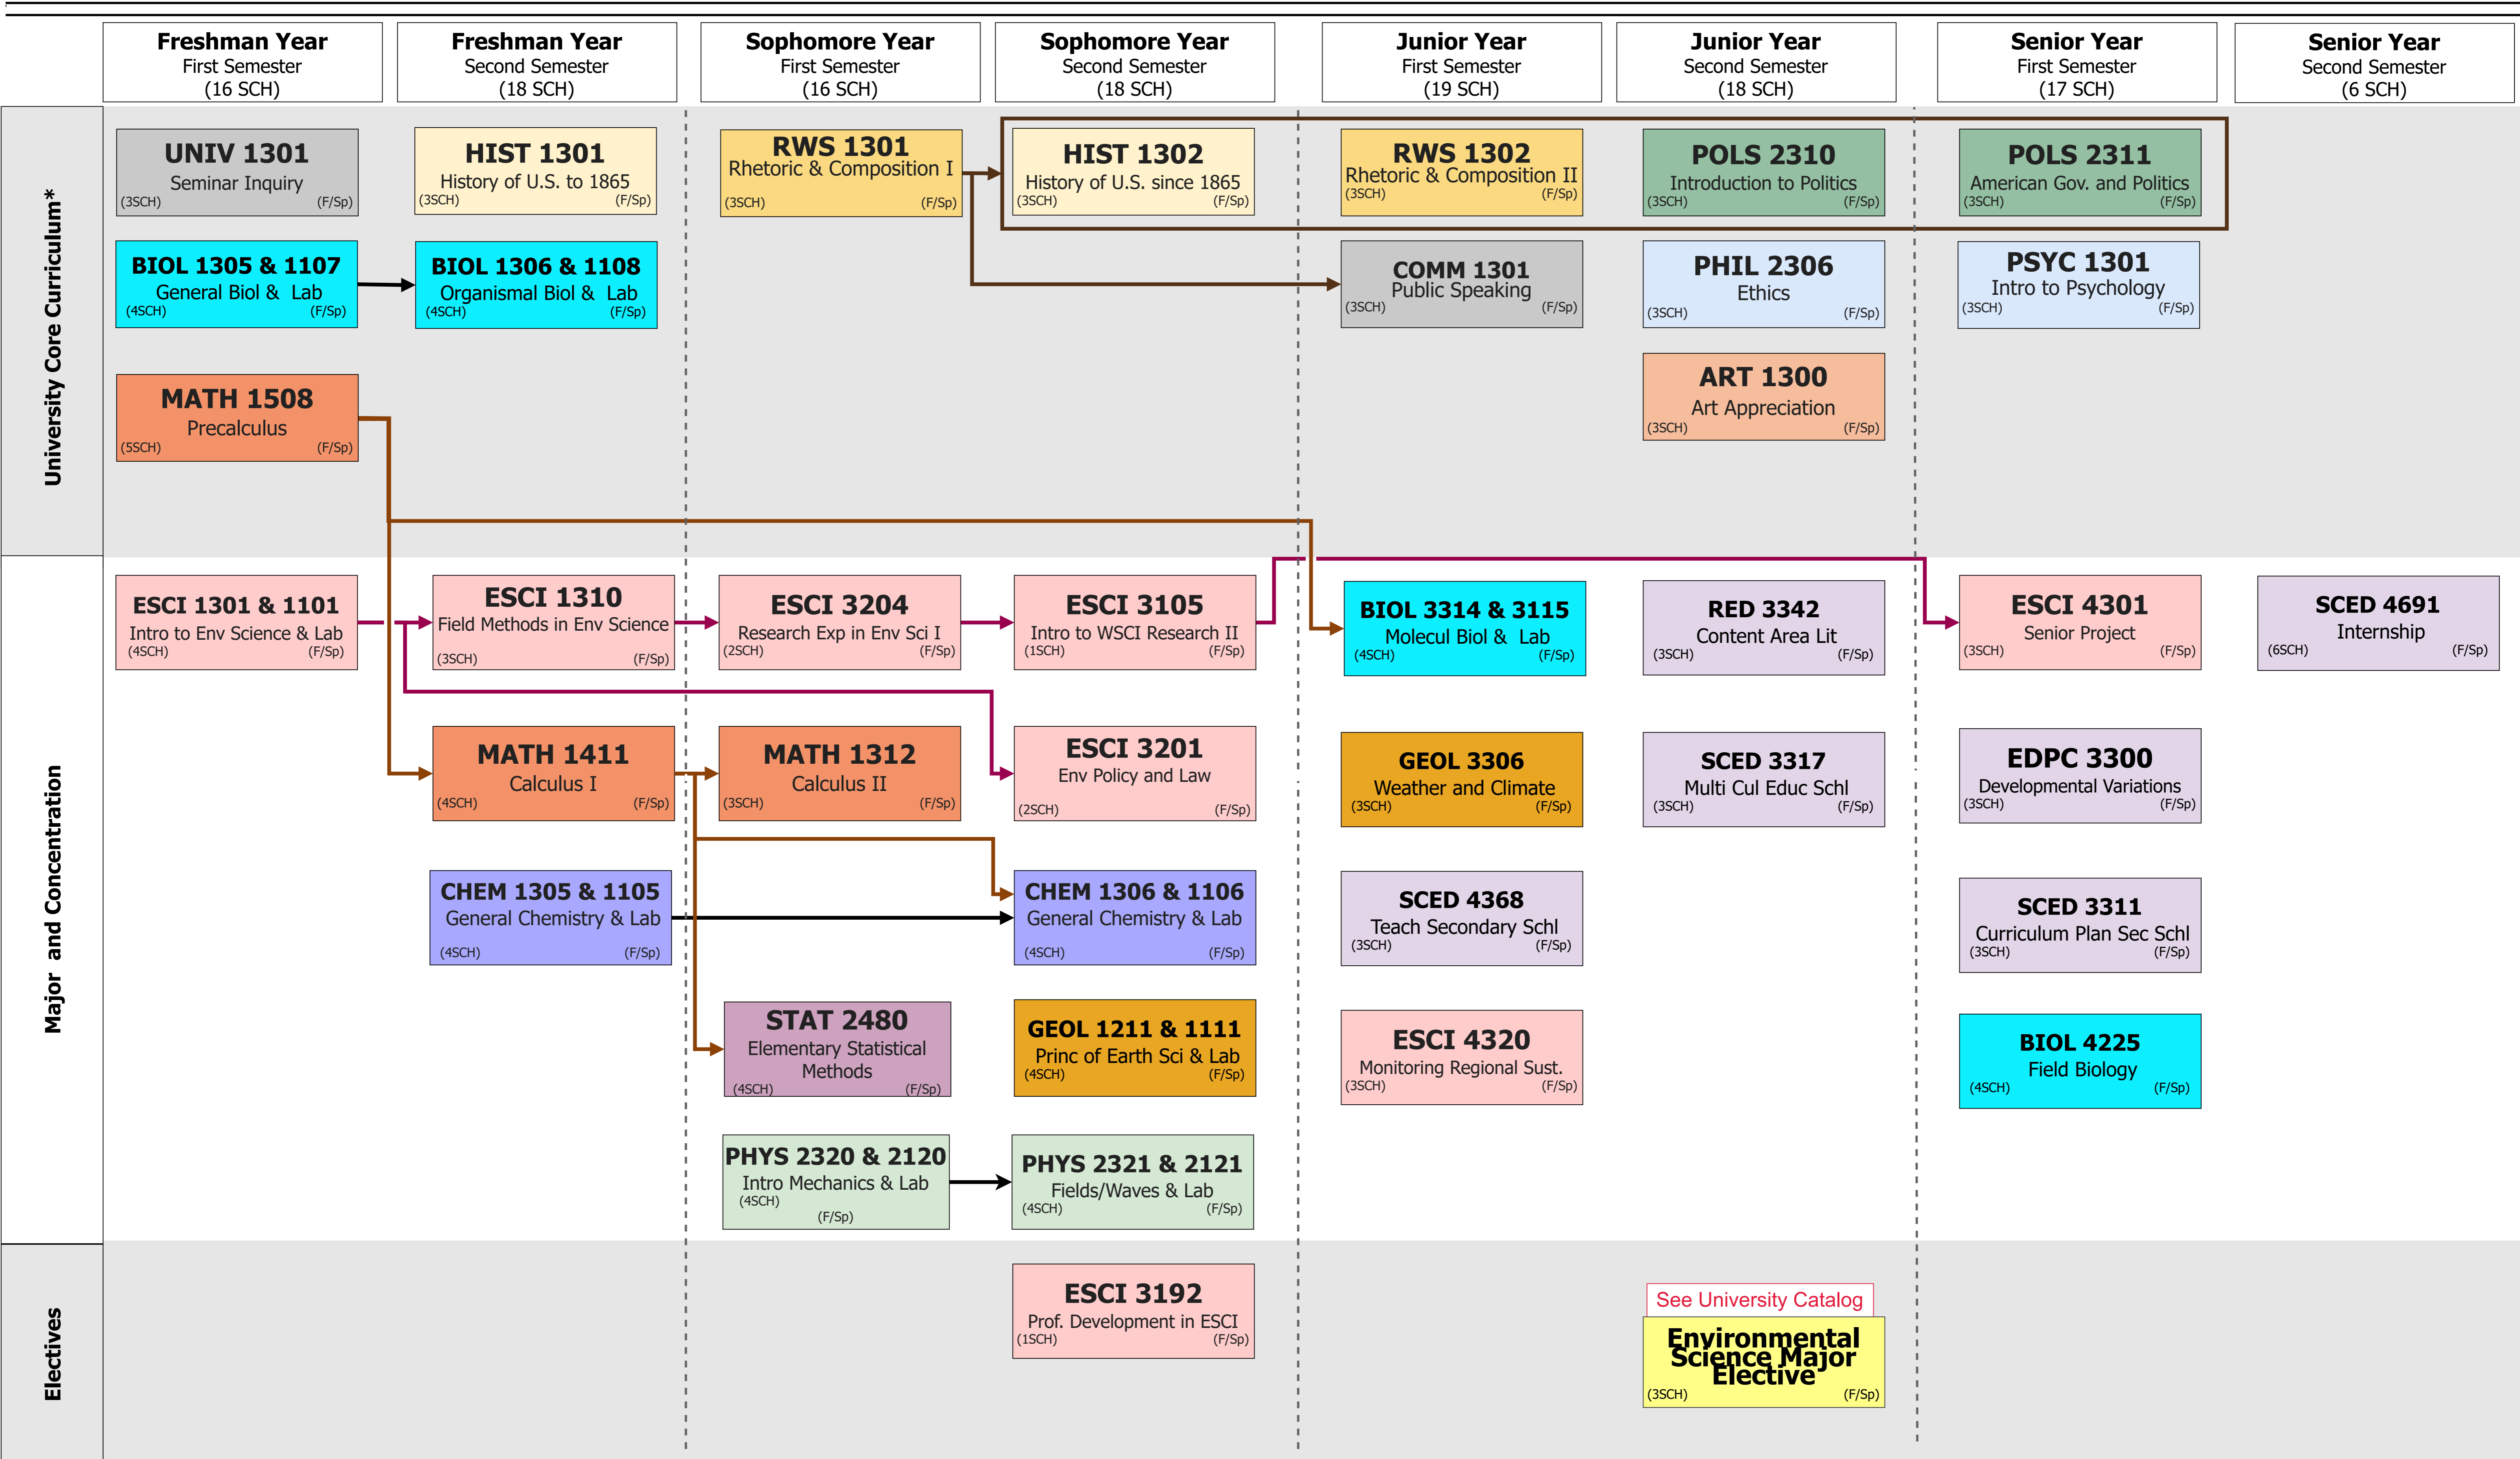 Freshman Year
First Semester
(16 SCH)
Freshman Year
Second Semester
(18 SCH)
Sophomore Year
First Semester
(16 SCH)
Sophomore Year
Second Semester
(18 SCH)
Junior Year
First Semester
(19 SCH)
Junior Year
Second Semester
(18 SCH)
Senior Year
First Semester
(17 SCH)
Senior Year
Second Semester
(6 SCH)
University Core Curriculum*
UNIV 1301
Seminar Inquiry
(3SCH) (F/Sp)
HIST 1301
History of U.S. to 1865
(3SCH) (F/Sp)
RWS 1301
Rhetoric & Composition I
(3SCH) (F/Sp)
HIST 1302
History of U.S. since 1865
(3SCH) (F/Sp)
RWS 1302
Rhetoric & Composition II
(3SCH) (F/Sp)
POLS 2310
Introduction to Politics
(3SCH) (F/Sp)
POLS 2311
American Gov. and Politics
(3SCH) (F/Sp)
BIOL 1305 & 1107
General Biol & Lab
(4SCH) (F/Sp)
BIOL 1306 & 1108
Organismal Biol & Lab
(4SCH) (F/Sp)
COMM 1301
Public Speaking
(3SCH) (F/Sp)
PHIL 2306
Ethics
(3SCH) (F/Sp)
PSYC 1301
Intro to Psychology
(3SCH) (F/Sp)
MATH 1508
Precalculus
(5SCH) (F/Sp)
ART 1300
Art Appreciation
(3SCH) (F/Sp)
Major and Concentration
ESCI 1301 & 1101
Intro to Env Science & Lab
(4SCH) (F/Sp)
ESCI 1310
Field Methods in Env Science
(3SCH) (F/Sp)
ESCI 3204
Research Exp in Env Sci I
(2SCH) (F/Sp)
ESCI 3105
Intro to WSCI Research II
(1SCH) (F/Sp)
BIOL 3314 & 3115
Molecul Biol & Lab
(4SCH) (F/Sp)
RED 3342
Content Area Lit
(3SCH) (F/Sp)
ESCI 4301
Senior Project
(3SCH) (F/Sp)
SCED 4691
Internship
(6SCH) (F/Sp)
MATH 1411
Calculus I
(4SCH) (F/Sp)
MATH 1312
Calculus II
(3SCH) (F/Sp)
ESCI 3201
Env Policy and Law
(2SCH) (F/Sp)
GEOL 3306
Weather and Climate
(3SCH) (F/Sp)
SCED 3317
Multi Cul Educ Schl
(3SCH) (F/Sp)
EDPC 3300
Developmental Variations
(3SCH) (F/Sp)
CHEM 1305 & 1105
General Chemistry & Lab
(4SCH) (F/Sp)
CHEM 1306 & 1106
General Chemistry & Lab
(4SCH) (F/Sp)
SCED 4368
Teach Secondary Schl
(3SCH) (F/Sp)
SCED 3311
Curriculum Plan Sec Schl
(3SCH) (F/Sp)
STAT 2480
Elementary Statistical
Methods
(4SCH) (F/Sp)
GEOL 1211 & 1111
Princ of Earth Sci & Lab
(4SCH) (F/Sp)
ESCI 4320
Monitoring Regional Sust.
(3SCH) (F/Sp)
BIOL 4225
Field Biology
(4SCH) (F/Sp)
PHYS 2320 & 2120
Intro Mechanics & Lab
(4SCH)
(F/Sp)
PHYS 2321 & 2121
Fields/Waves & Lab
(4SCH) (F/Sp)
Electives
ESCI 3192
Prof. Development in ESCI
(1SCH) (F/Sp)
See University Catalog
Environmental
Science Major
Elective
(3SCH) (F/Sp)